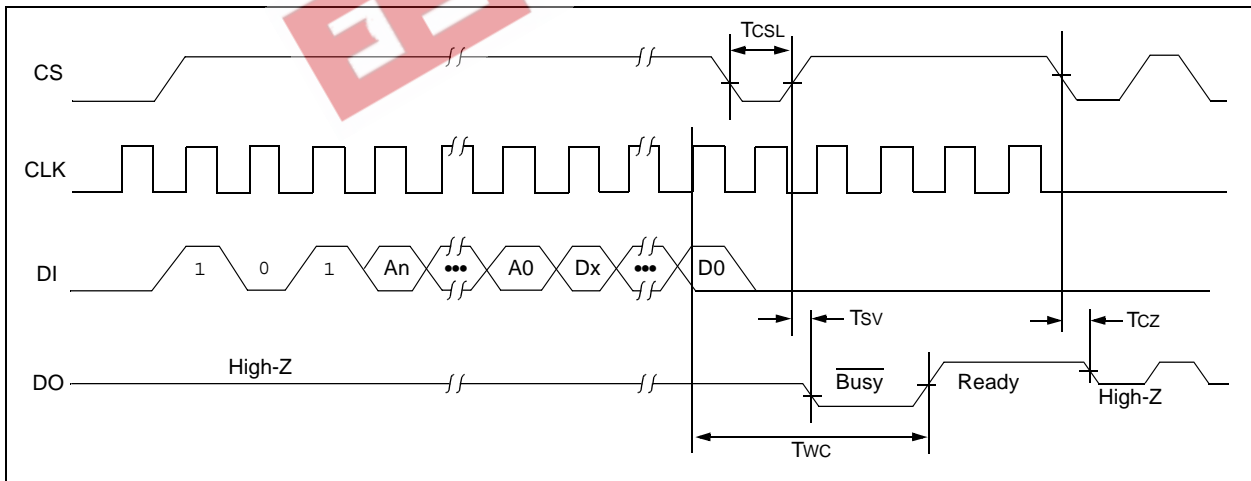 TCSL
CS
CLK
DI
1 0 1 An ••• A0 Dx ••• D0
TSV
TCZ
High-Z
DO
Busy
Ready
High-Z
TWC